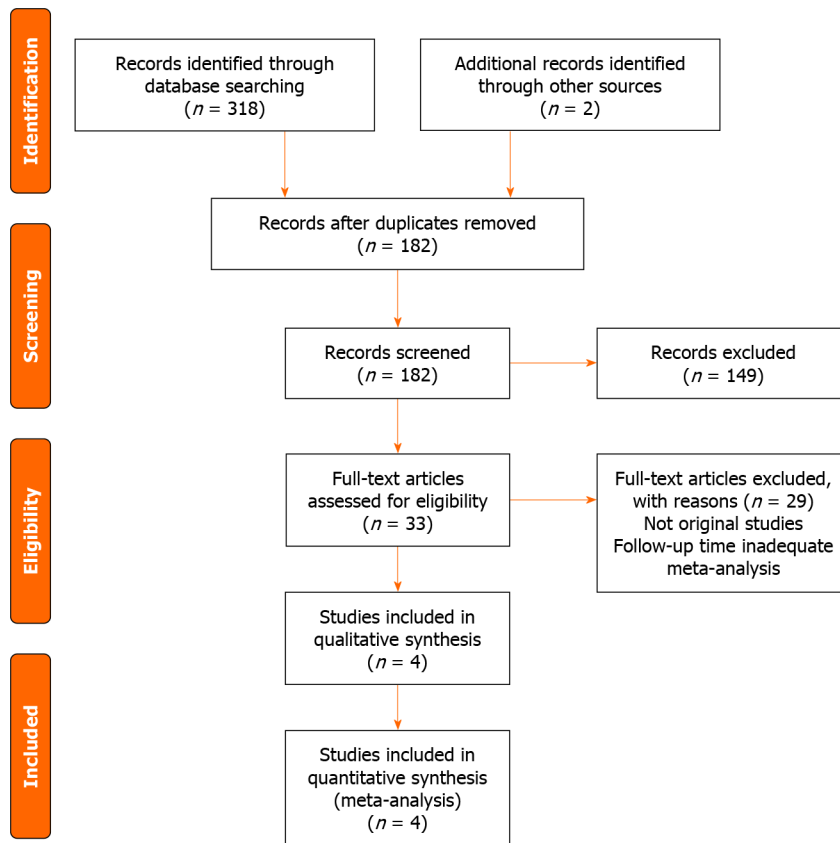 Identification
Records identified through
database searching
(n = 318)
Additional records identified
through other sources
(n = 2)
Records after duplicates removed
(n = 182)
Screening
Records screened
(n = 182)
Records excluded
(n = 149)
Eligibility
Full-text articles
assessed for eligibility
(n = 33)
Full-text articles excluded,
with reasons (n = 29)
Not original studies
Follow-up time inadequate
meta-analysis
Studies included in
qualitative synthesis
(n = 4)
Included
Studies included in
quantitative synthesis
(meta-analysis)
(n = 4)